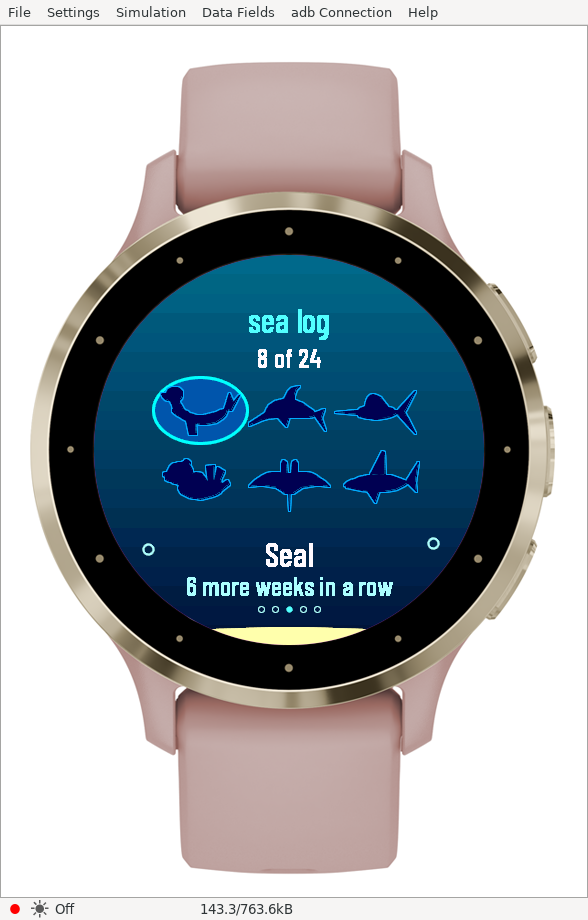 File Settings Simulation Data Fields adb Connection Help
sea log
8 of 24
Seal
6 more weeks in a row
Off 143.3/763.6kB